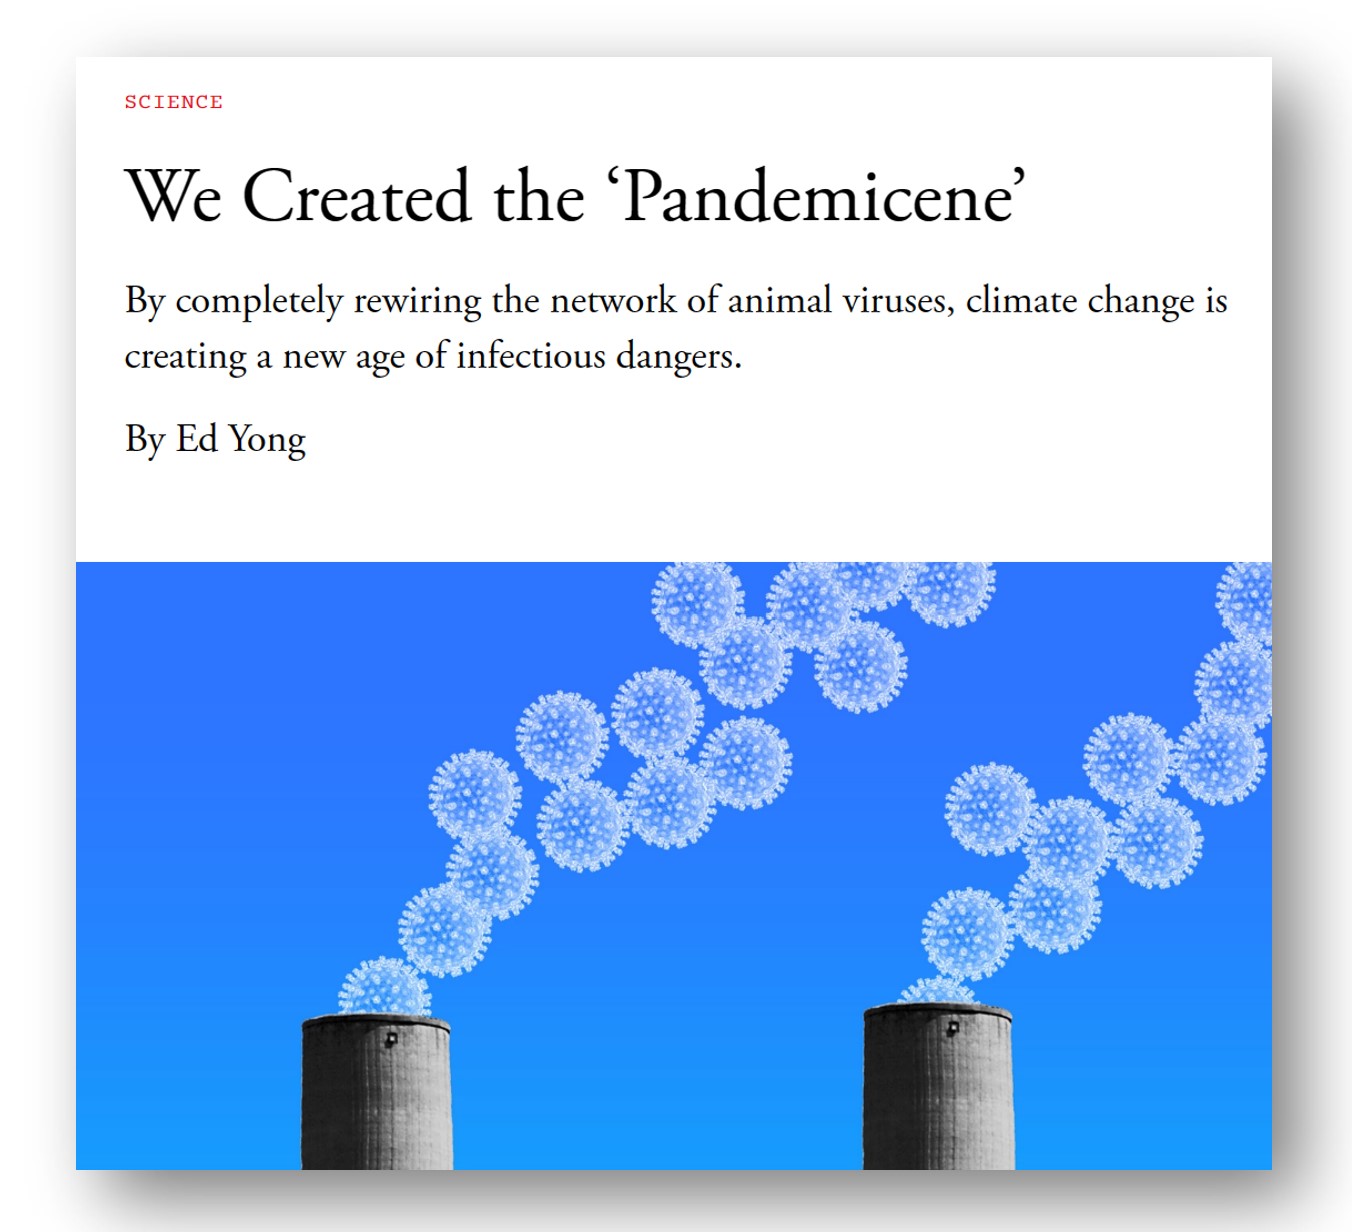 SCIENCE
We Created the ‘Pandemicene’
By completely rewiring the network of animal viruses, climate change is
creating a new age of infectious dangers.
By Ed Yong